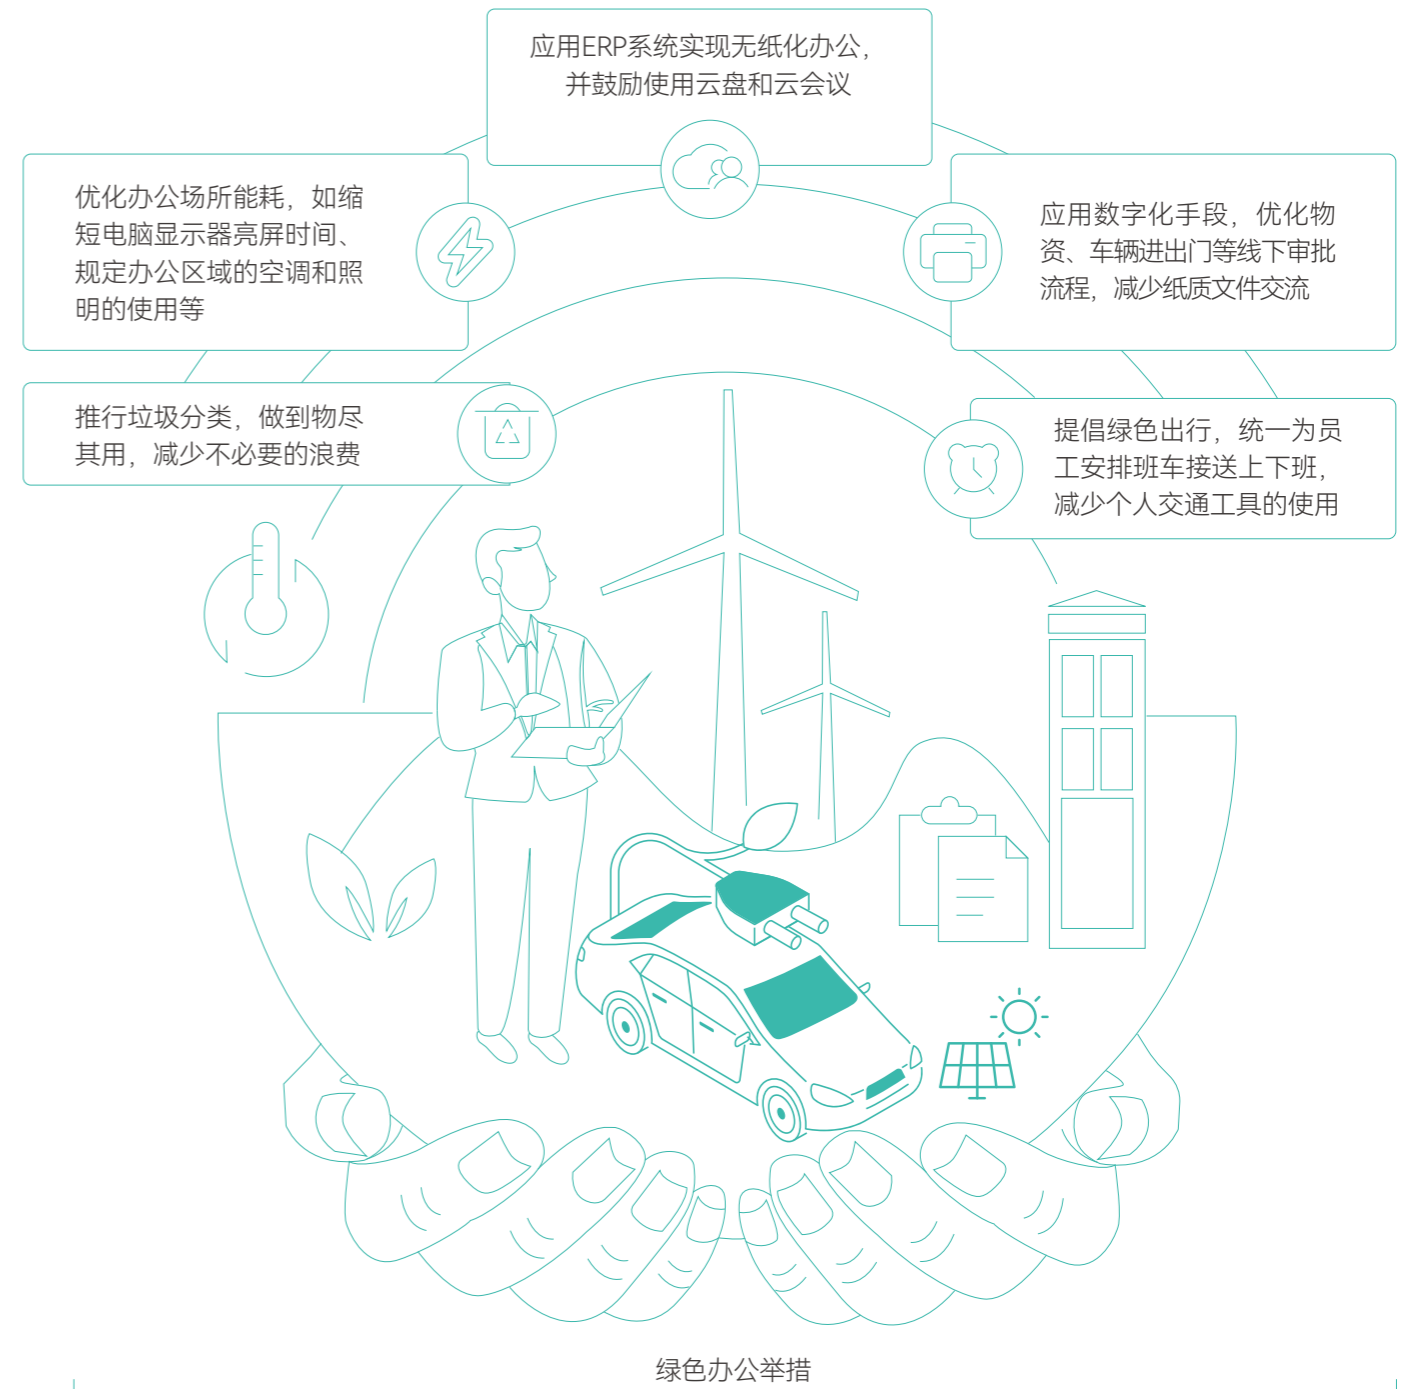 应用ERP系统实现无纸化办公，
并鼓励使用云盘和云会议
优化办公场所能耗，如缩
短电脑显示器亮屏时间、
规定办公区域的空调和照
明的使用等
应用数字化手段，优化物
资、车辆进出门等线下审批
流程，减少纸质文件交流
推行垃圾分类，做到物尽
其用，减少不必要的浪费
提倡绿色出行，统一为员
工安排班车接送上下班，
减少个人交通工具的使用
绿色办公举措